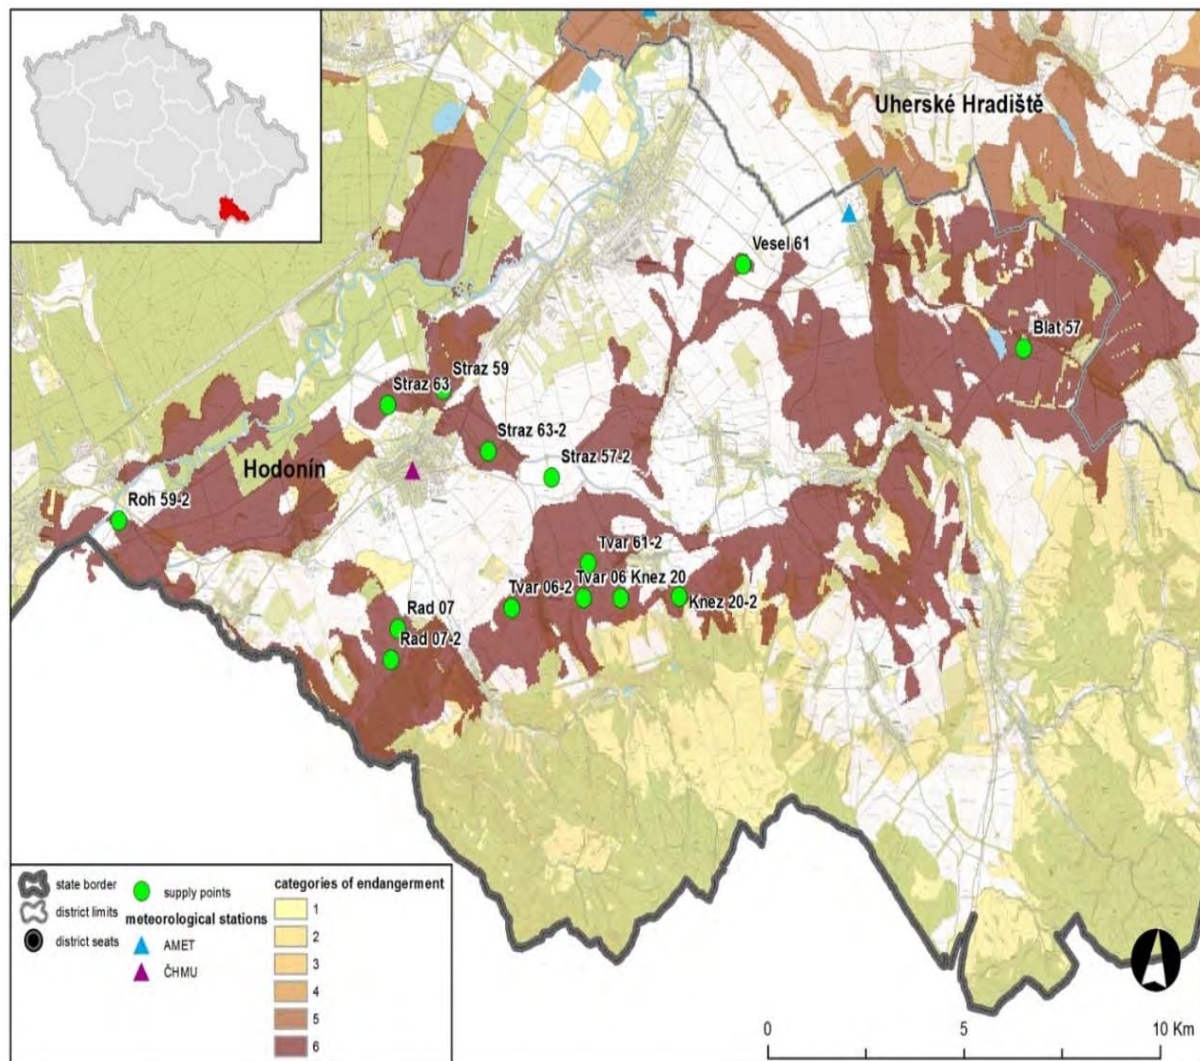 Uherské Hradiště
Vesel 61
Blat 57
Straz 59
Straz 63
Straz 63-2
Straz 57-2
Hodonín
Roh 59-2
Tvar 61-2
Tvar 06-2
Tvar 06
Knez 20
Knez 20-2
Rad 07
Rad 07-2
state border
district limits
district seats
supply points
meteorological stations
AMET
ČHMU
categories of endangerment
1
2
3
4
5
6
0 5 10 Km